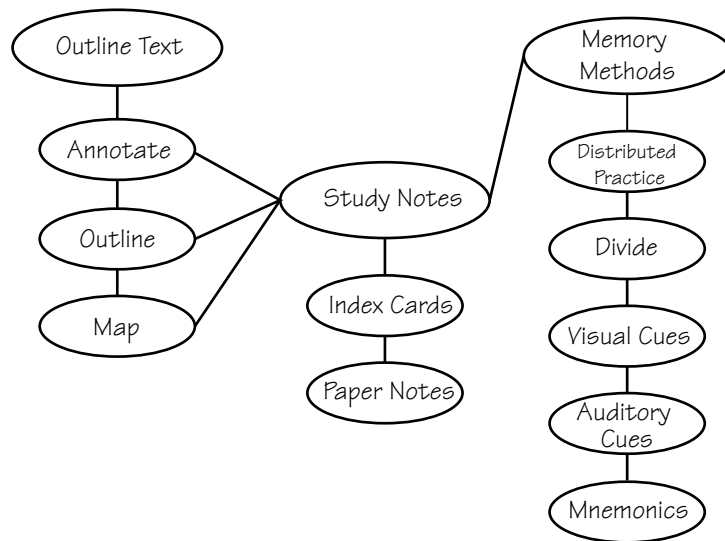 Outline Text
Annotate
Outline
Map
Study Notes
Index Cards
Paper Notes
Memory
Methods
Distributed
Practice
Divide
Visual Cues
Auditory
Cues
Mnemonics